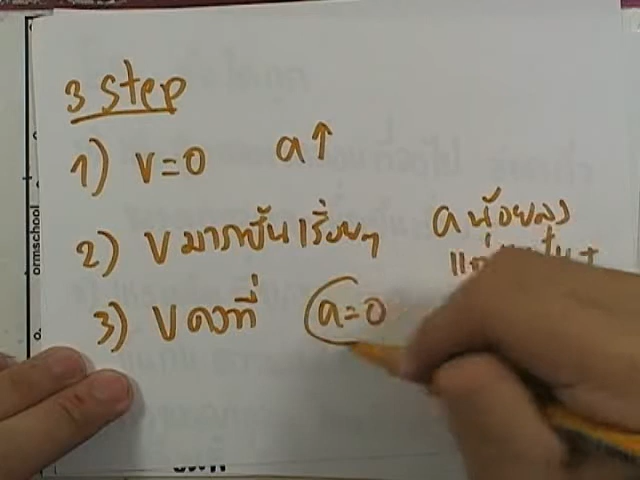 3 step
1) v=0 a↑
2) v มากขึ้นเรื่อยๆ a น้อยลง
3) v คงที่ a=0
ormschool